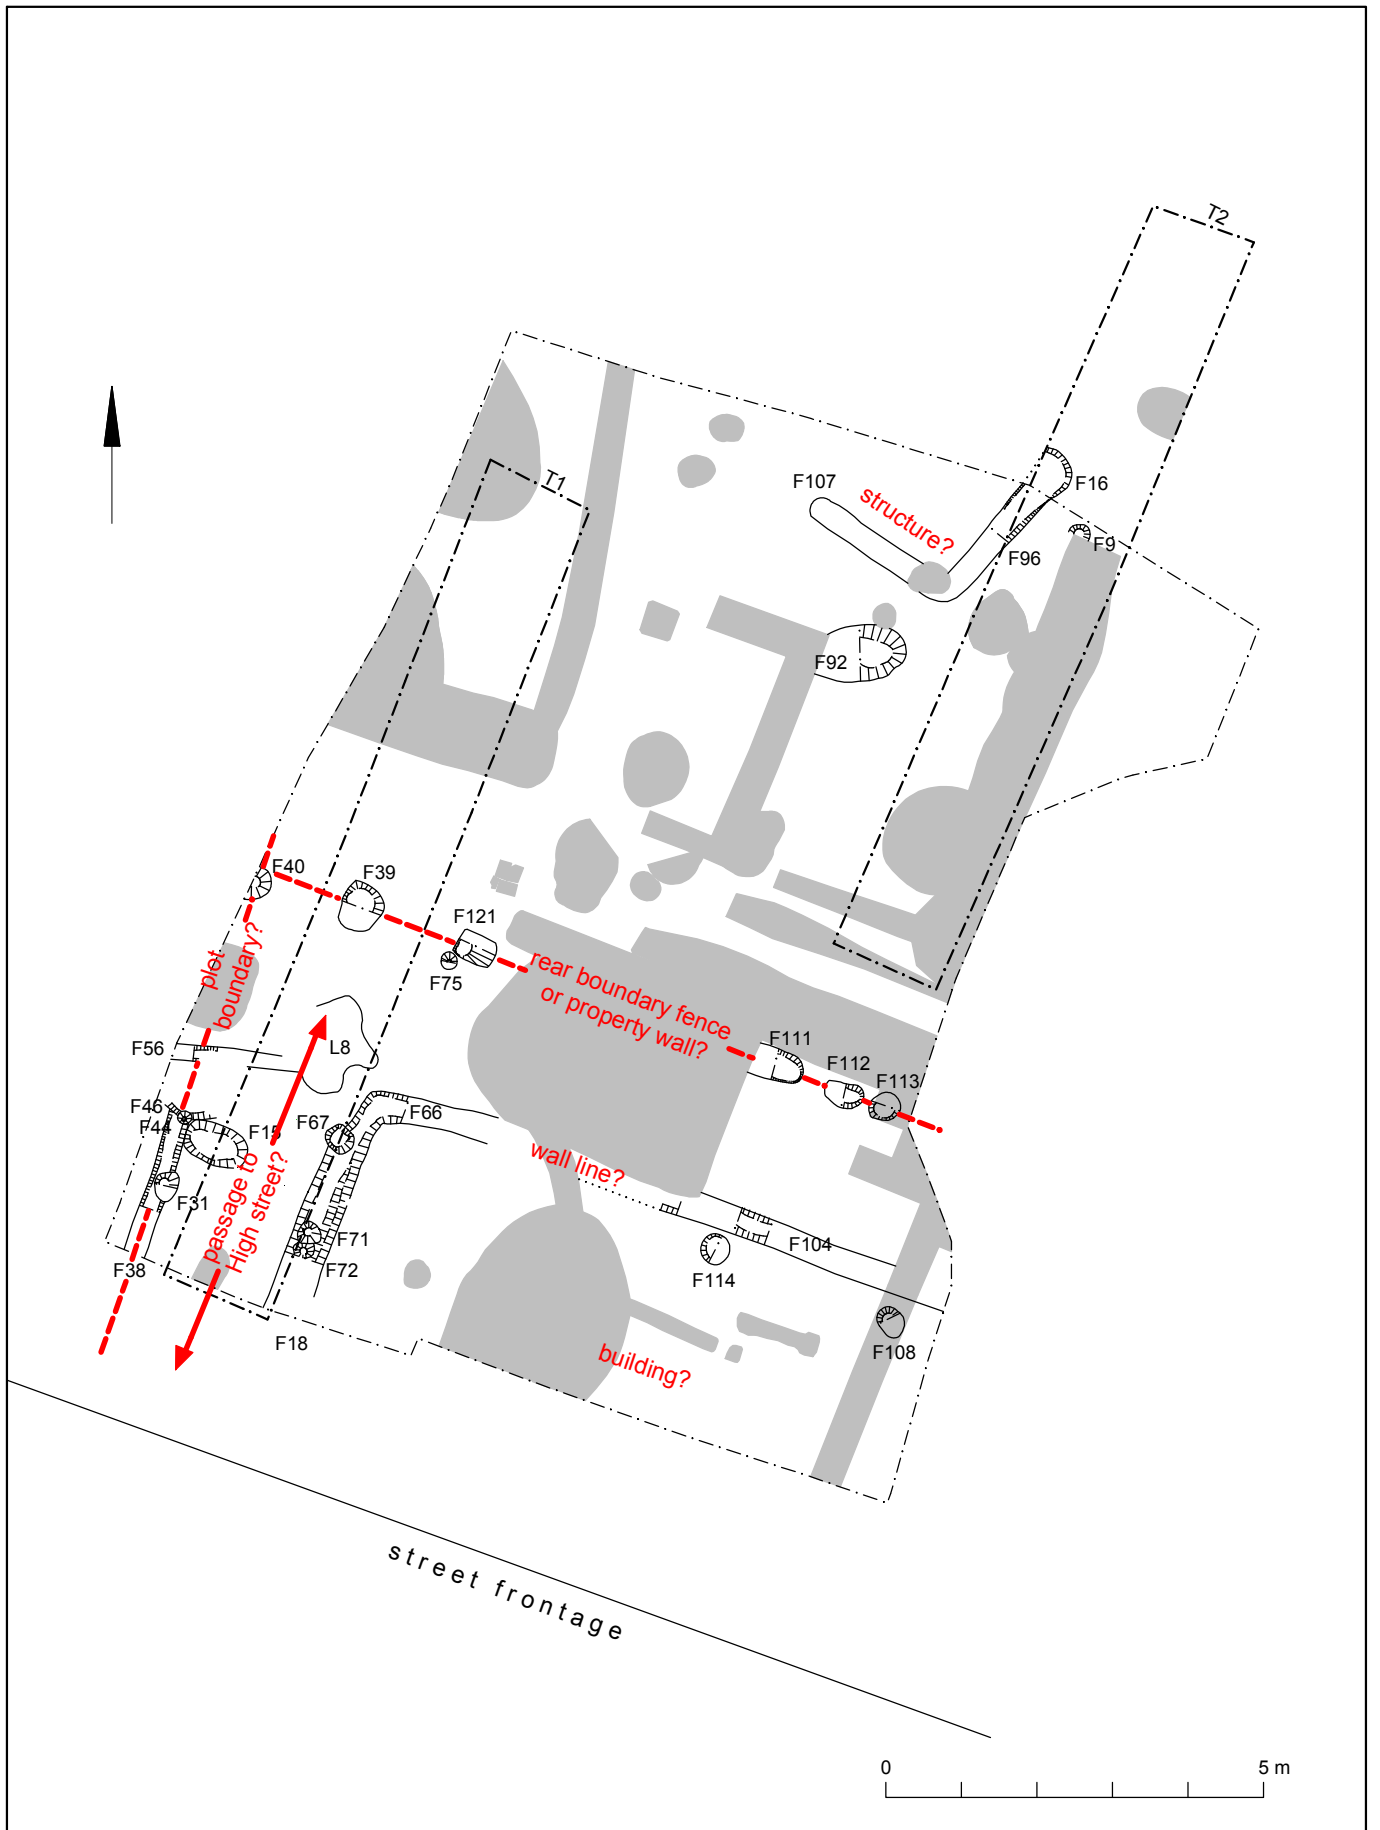 T2
T1
F107
structure?
F16
F9
F96
F92
F40
F39
F121
F75
plot
boundary?
rear boundary fence
or property wall?
F56
L8
F111
F112
F113
F46
F44
F15
F67
F66
wall line?
F31
passage to
High street?
F71
F72
F104
F114
F38
F18
F108
building?
street frontage
0
5 m